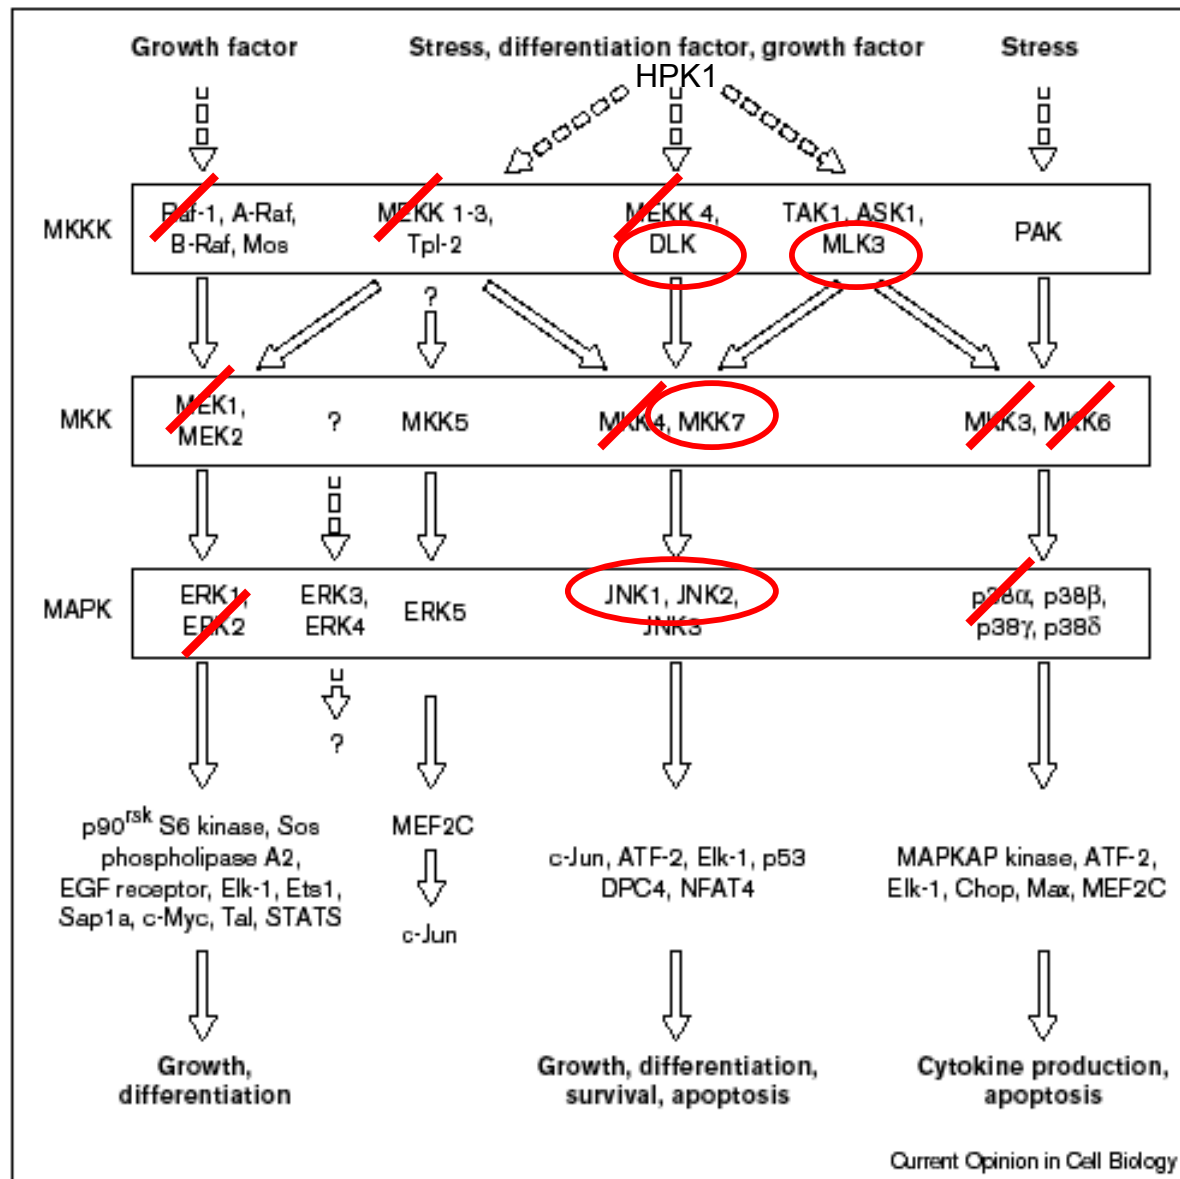 Growth factor
Stress, differentiation factor, growth factor
Stress
HPK1
MKKK
Raf-1, A-Raf,
B-Raf, Mos
MEKK 1-3,
Tpl-2
MEKK 4,
DLK
TAK1, ASK1,
MLK3
PAK
?
MKK
MEK1,
MEK2
?
MKK5
MKK4, MKK7
MKK3, MKK6
MAPK
ERK1,
ERK2
ERK3,
ERK4
ERK5
JNK1, JNK2,
JNK3
p38α, p38β,
p38γ, p38δ
?
p90rsk S6 kinase, Sos
phospholipase A2,
EGF receptor, Elk-1, Ets1,
Sap1a, c-Myc, Tal, STATS
MEF2C
c-Jun
c-Jun, ATF-2, Elk-1, p53
DPC4, NFAT4
MAPKAP kinase, ATF-2,
Elk-1, Chop, Max, MEF2C
Growth,
differentiation
Growth, differentiation,
survival, apoptosis
Cytokine production,
apoptosis
Current Opinion in Cell Biology